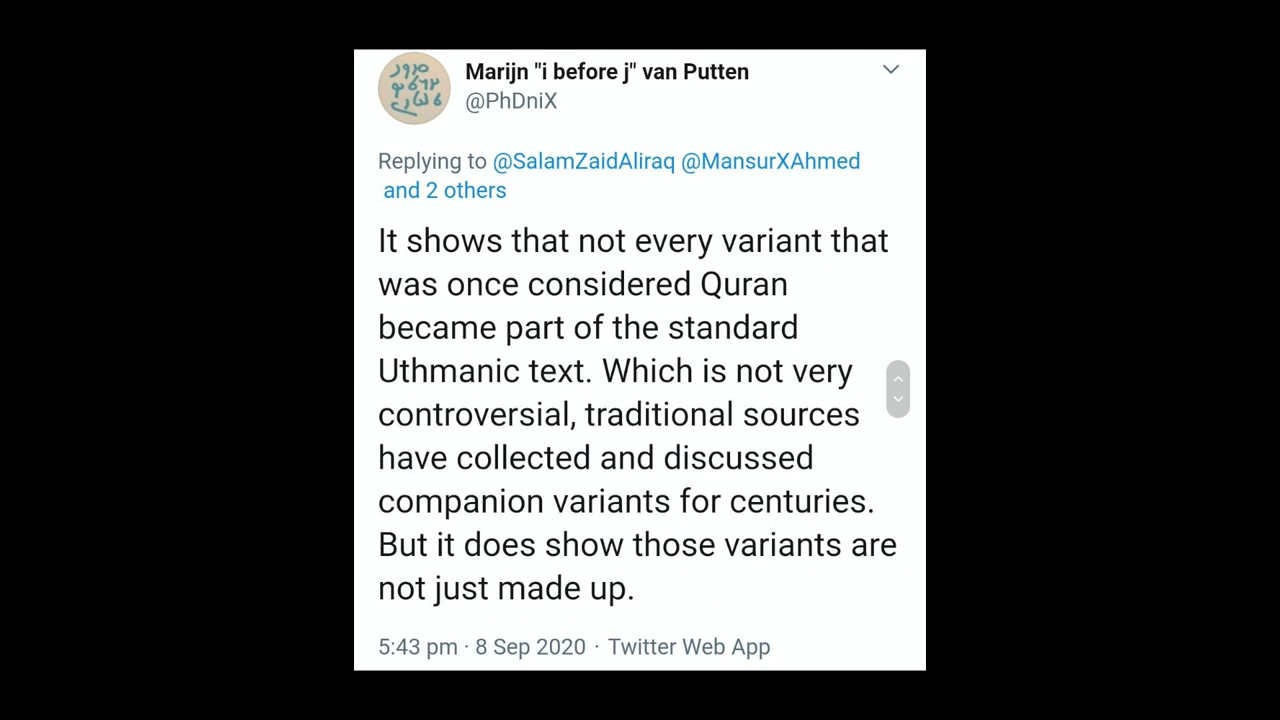 Marijn "i before j" van Putten
@PhDniX
Replying to @SalamZaidAliraq @MansurXAhmed
and 2 others
It shows that not every variant that
was once considered Quran
became part of the standard
Uthmanic text. Which is not very
controversial, traditional sources
have collected and discussed
companion variants for centuries.
But it does show those variants are
not just made up.
5:43 pm · 8 Sep 2020 · Twitter Web App